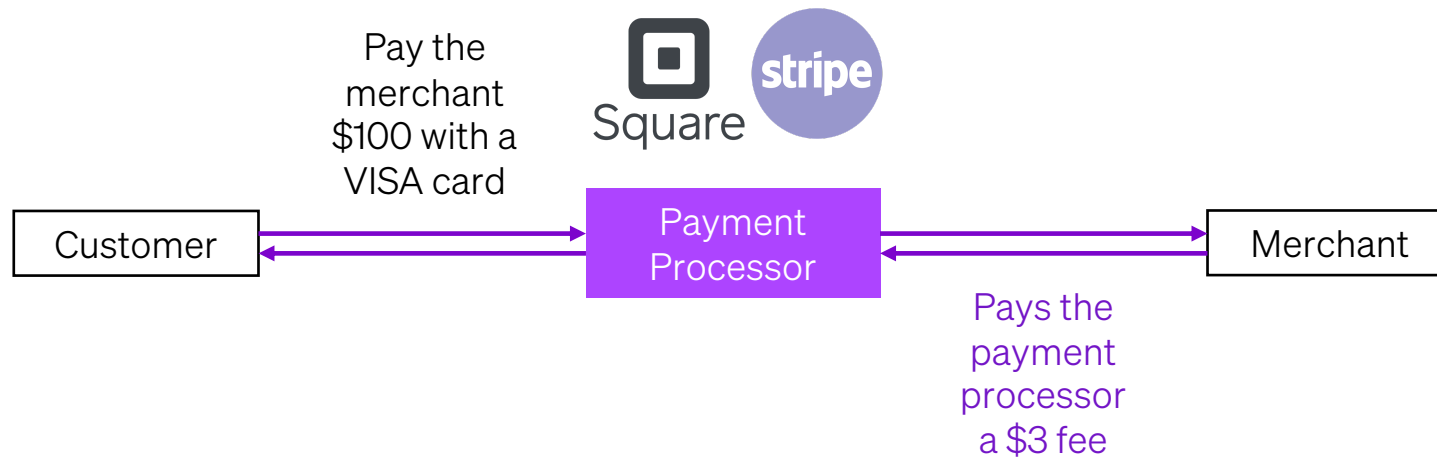 Pay the
merchant
$100 with a
VISA card
Square
stripe
Customer
Payment
Processor
Merchant
Pays the
payment
processor
a $3 fee